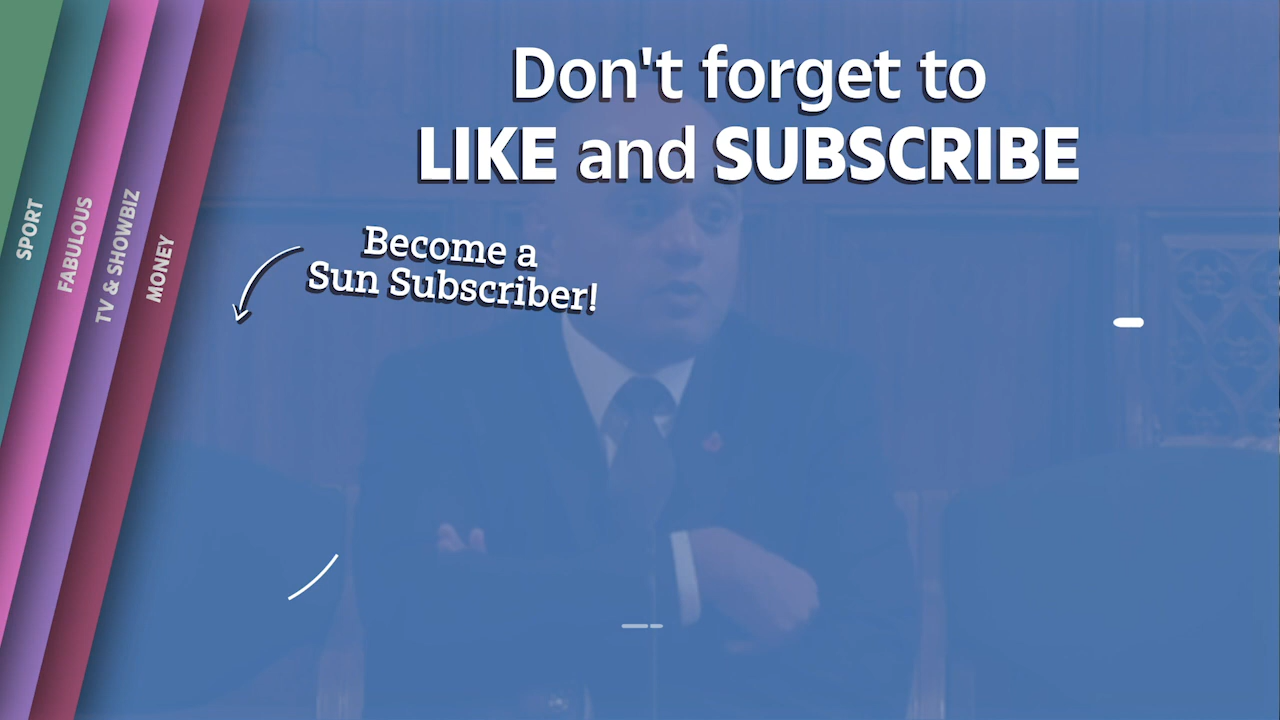 Don't forget to
LIKE and SUBSCRIBE
Become a
Sun Subscriber!
SPORT
FABULOUS
TV & SHOWBIZ
MONEY